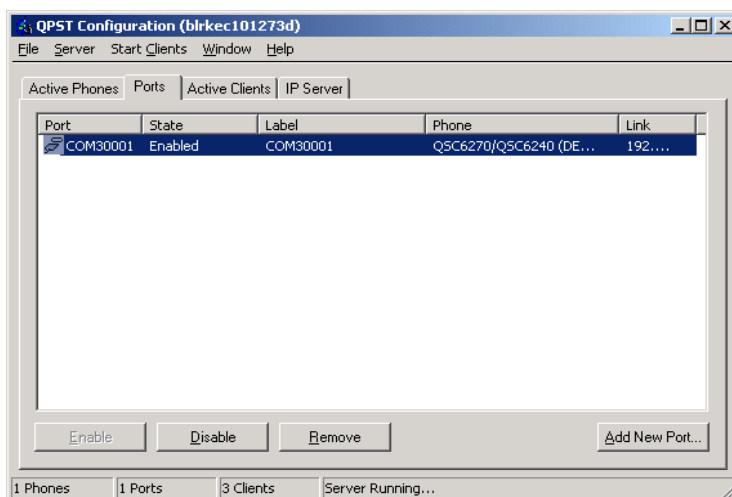 QPST Configuration (blrkec101273d)
File Server Start Clients Window Help
Active Phones Ports Active Clients IP Server
Port State Label Phone Link
COM30001 Enabled COM30001 QSC6270/QSC6240 (DE... 192....
Enable Disable Remove Add New Port...
1 Phones 1 Ports 3 Clients Server Running...